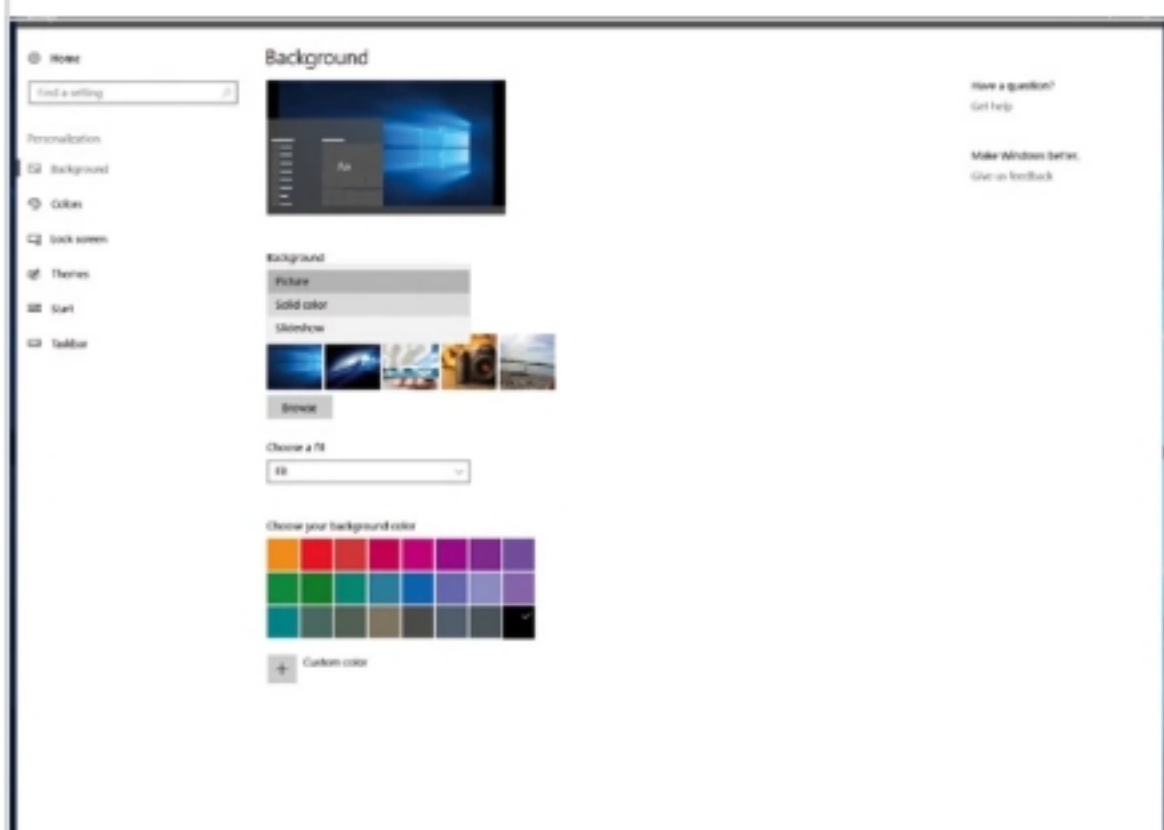 Home
Find a setting
Personalization
Background
Colors
Lock screen
Themes
Start
Taskbar
Background
Aa
Background
Picture
Solid color
Slideshow
Browse
Choose a fit
Fill
Choose your background color
Custom color
Have a question?
Get help
Make Windows better.
Give us feedback